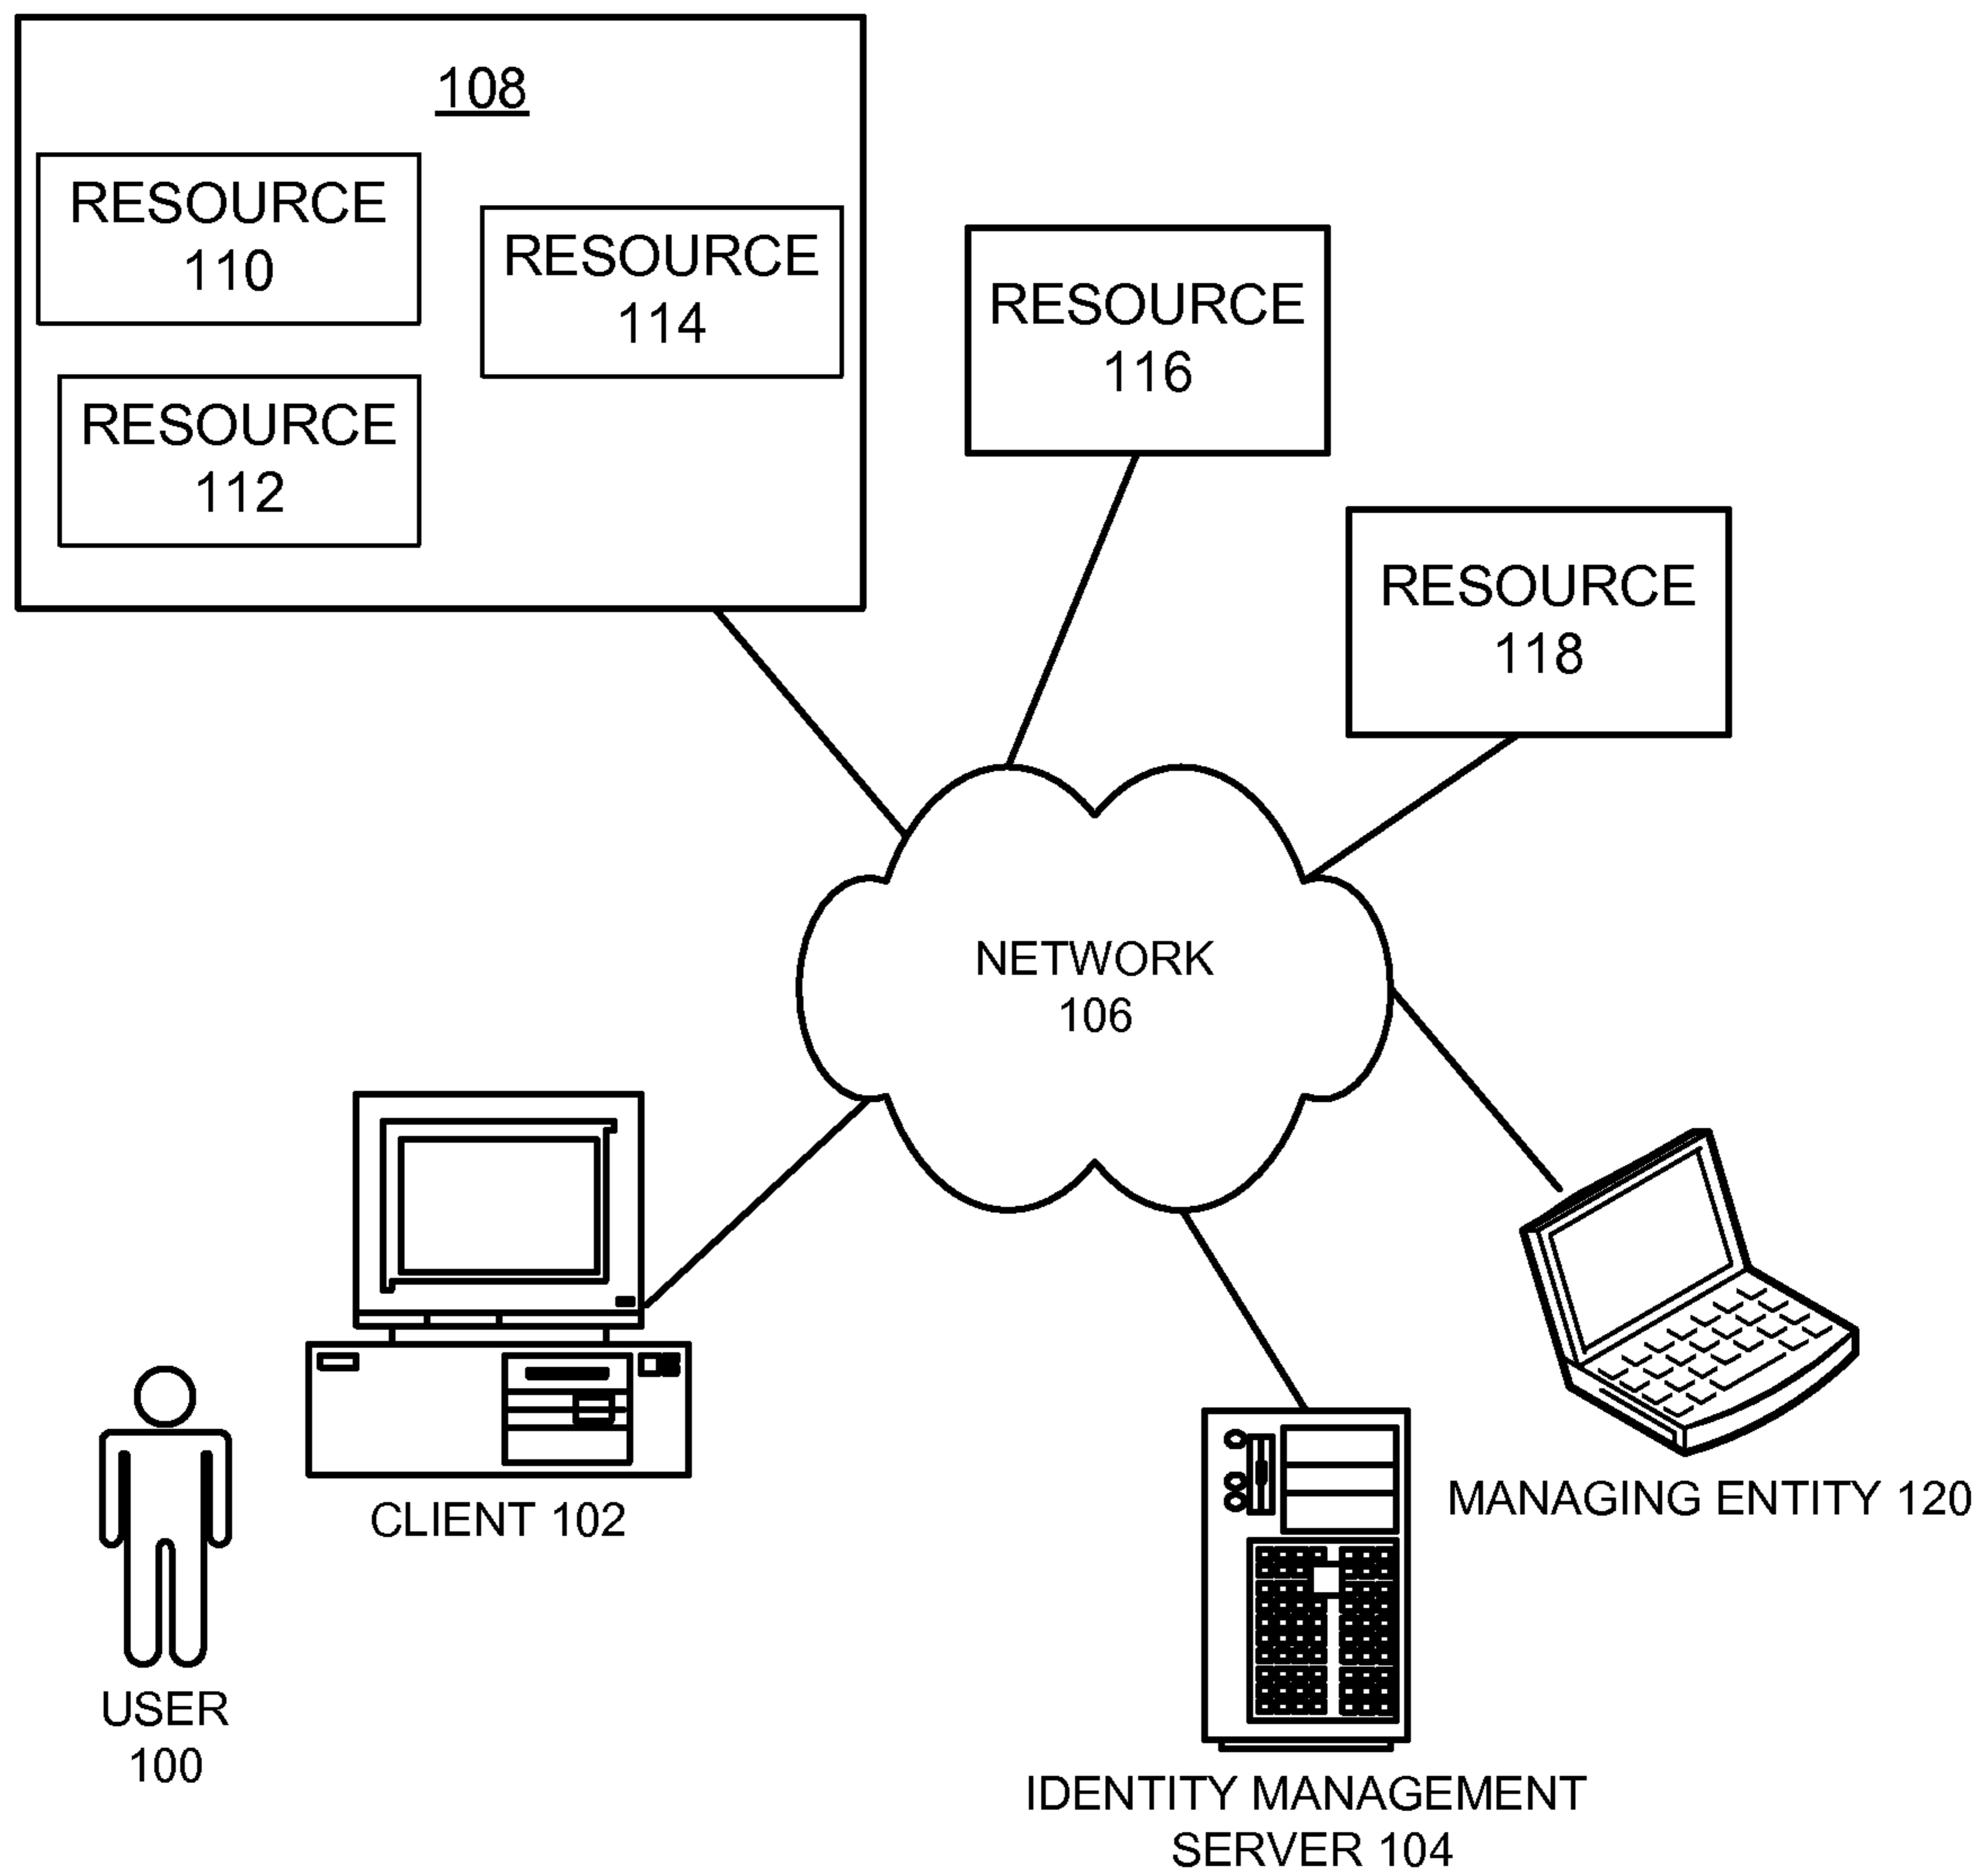 108
RESOURCE
110
RESOURCE
114
RESOURCE
112
RESOURCE
116
RESOURCE
118
NETWORK
106
CLIENT 102
MANAGING ENTITY 120
USER
100
IDENTITY MANAGEMENT
SERVER 104